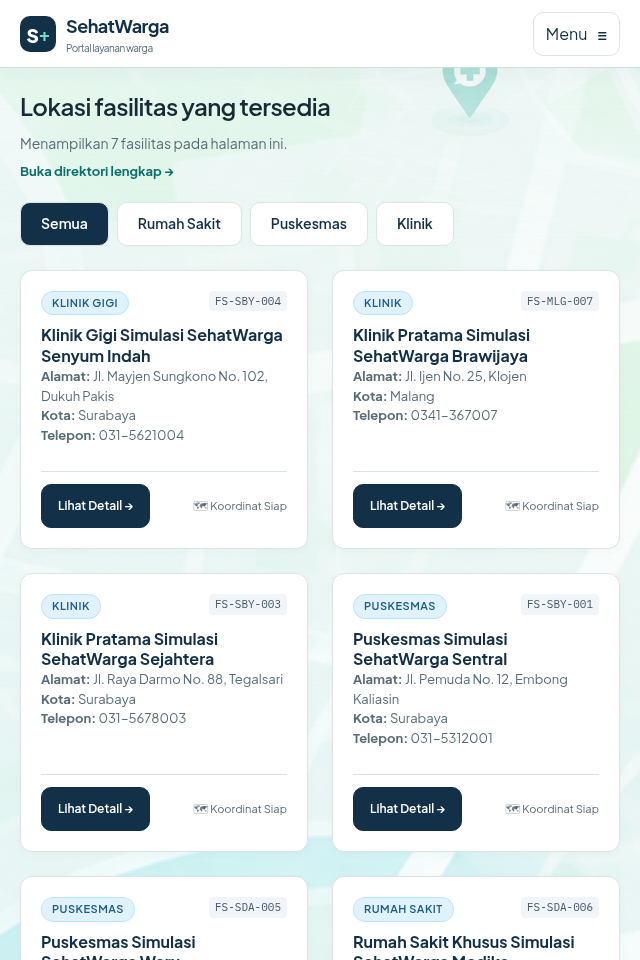 S+ SehatWarga
Portal layanan warga
Menu ≡
Lokasi fasilitas yang tersedia
Menampilkan 7 fasilitas pada halaman ini.
Buka direktori lengkap →
Semua Rumah Sakit Puskesmas Klinik
KLINIK GIGI FS-SBY-004
Klinik Gigi Simulasi SehatWarga
Senyum Indah
Alamat: Jl. Mayjen Sungkono No. 102,
Dukuh Pakis
Kota: Surabaya
Telepon: 031-5621004
Lihat Detail → Koordinat Siap
KLINIK FS-MLG-007
Klinik Pratama Simulasi
SehatWarga Brawijaya
Alamat: Jl. Ijen No. 25, Klojen
Kota: Malang
Telepon: 0341-367007
Lihat Detail → Koordinat Siap
KLINIK FS-SBY-003
Klinik Pratama Simulasi
SehatWarga Sejahtera
Alamat: Jl. Raya Darmo No. 88, Tegalsari
Kota: Surabaya
Telepon: 031-5678003
Lihat Detail → Koordinat Siap
PUSKESMAS FS-SBY-001
Puskesmas Simulasi
SehatWarga Sentral
Alamat: Jl. Pemuda No. 12, Embong
Kaliasin
Kota: Surabaya
Telepon: 031-5312001
Lihat Detail → Koordinat Siap
PUSKESMAS FS-SDA-005
Puskesmas Simulasi
SehatWarga
RUMAH SAKIT FS-SDA-006
Rumah Sakit Khusus Simulasi
SehatWarga